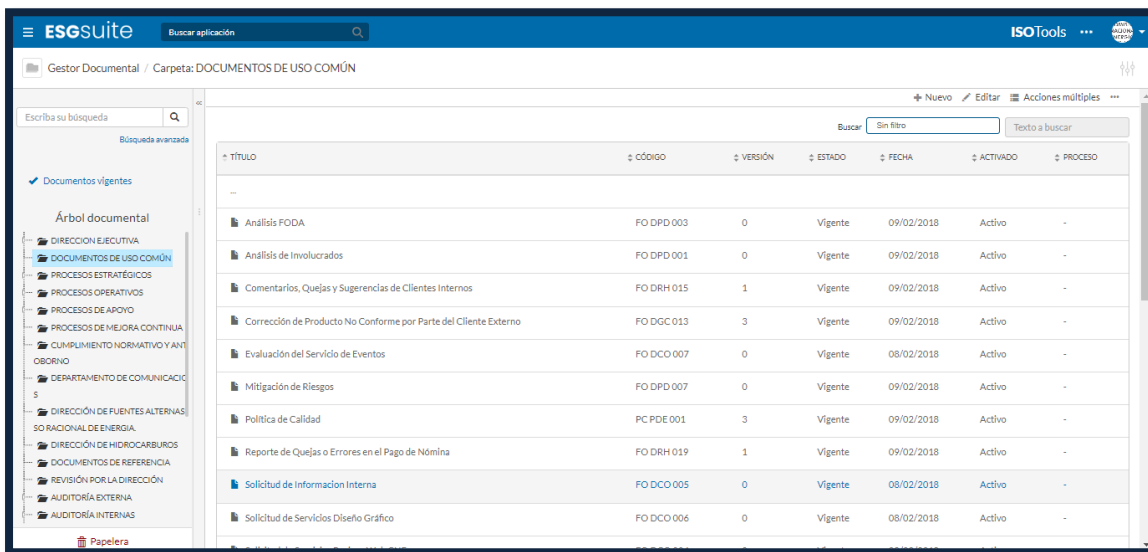 ESGsuite Buscar aplicación ISOTools
Gestor Documental / Carpeta: DOCUMENTOS DE USO COMÚN
+ Nuevo Editar Acciones múltiples ...
Escriba su búsqueda
Búsqueda avanzada
Buscar Sin filtro Texto a buscar
Documentos vigentes
Árbol documental
DIRECCION EJECUTIVA
DOCUMENTOS DE USO COMÚN
PROCESOS ESTRATÉGICOS
PROCESOS OPERATIVOS
PROCESOS DE APOYO
PROCESOS DE MEJORA CONTINUA
CUMPLIMIENTO NORMATIVO Y ANT
OBORNO
DEPARTAMENTO DE COMUNICACIO
S
DIRECCIÓN DE FUENTES ALTERNAS
SO RACIONAL DE ENERGIA.
DIRECCIÓN DE HIDROCARBUROS
DOCUMENTOS DE REFERENCIA
REVISIÓN POR LA DIRECCIÓN
AUDITORÍA EXTERNA
AUDITORÍA INTERNAS
Papelera
TÍTULO CÓDIGO VERSIÓN ESTADO FECHA ACTIVADO PROCESO
...
Análisis FODA FO DPD 003 0 Vigente 09/02/2018 Activo -
Análisis de Involucrados FO DPD 001 0 Vigente 09/02/2018 Activo -
Comentarios, Quejas y Sugerencias de Clientes Internos FO DRH 015 1 Vigente 09/02/2018 Activo -
Corrección de Producto No Conforme por Parte del Cliente Externo FO DGC 013 3 Vigente 09/02/2018 Activo -
Evaluación del Servicio de Eventos FO DCO 007 0 Vigente 08/02/2018 Activo -
Mitigación de Riesgos FO DPD 007 0 Vigente 09/02/2018 Activo -
Política de Calidad PC PDE 001 3 Vigente 09/02/2018 Activo -
Reporte de Quejas o Errores en el Pago de Nómina FO DRH 019 1 Vigente 09/02/2018 Activo -
Solicitud de Informacion Interna FO DCO 005 0 Vigente 08/02/2018 Activo -
Solicitud de Servicios Diseño Gráfico FO DCO 006 0 Vigente 08/02/2018 Activo -